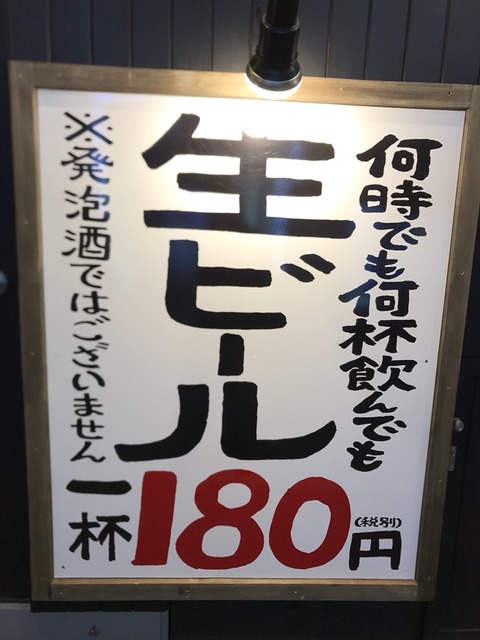 何時でも何杯飲んでも
生ビール
※発泡酒ではございません
一杯180円
(税別)